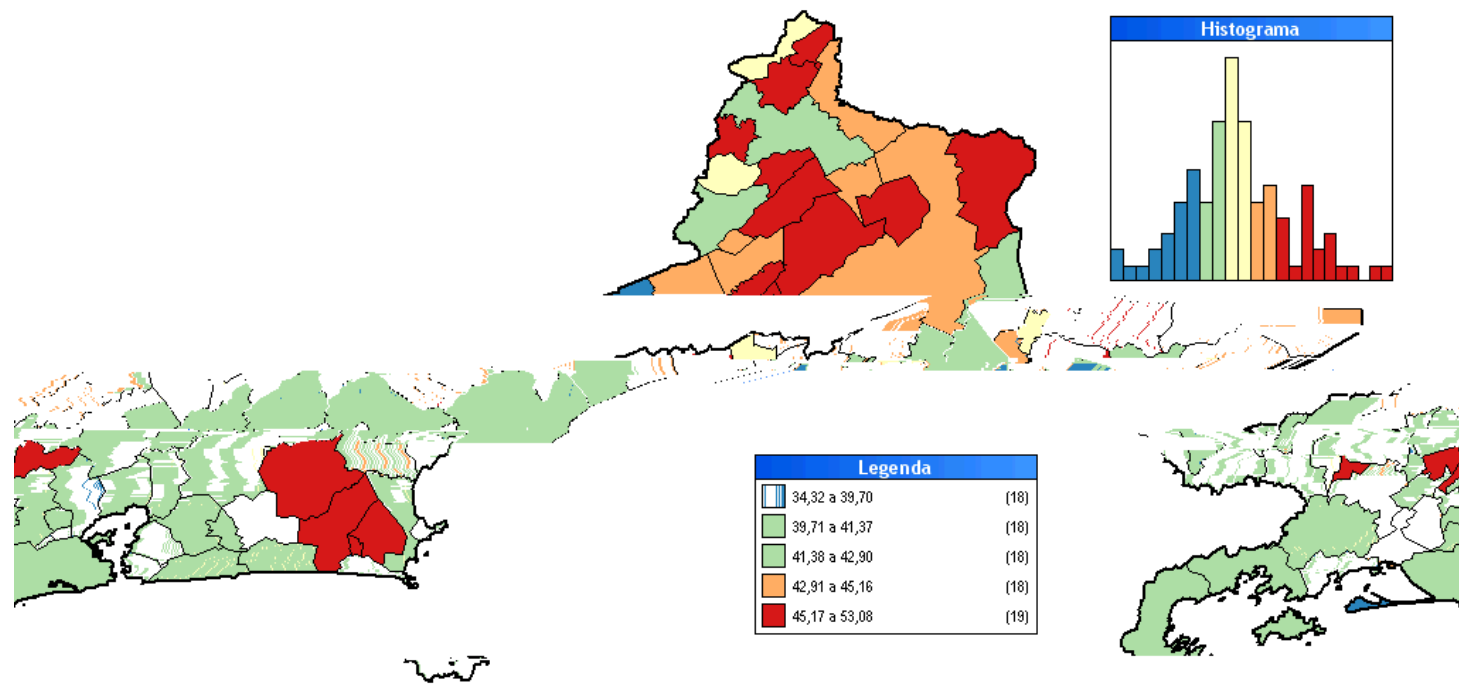 Histograma
Legenda
34,32 a 39,70 (18)
39,71 a 41,37 (18)
41,38 a 42,90 (18)
42,91 a 45,16 (18)
45,17 a 53,08 (19)